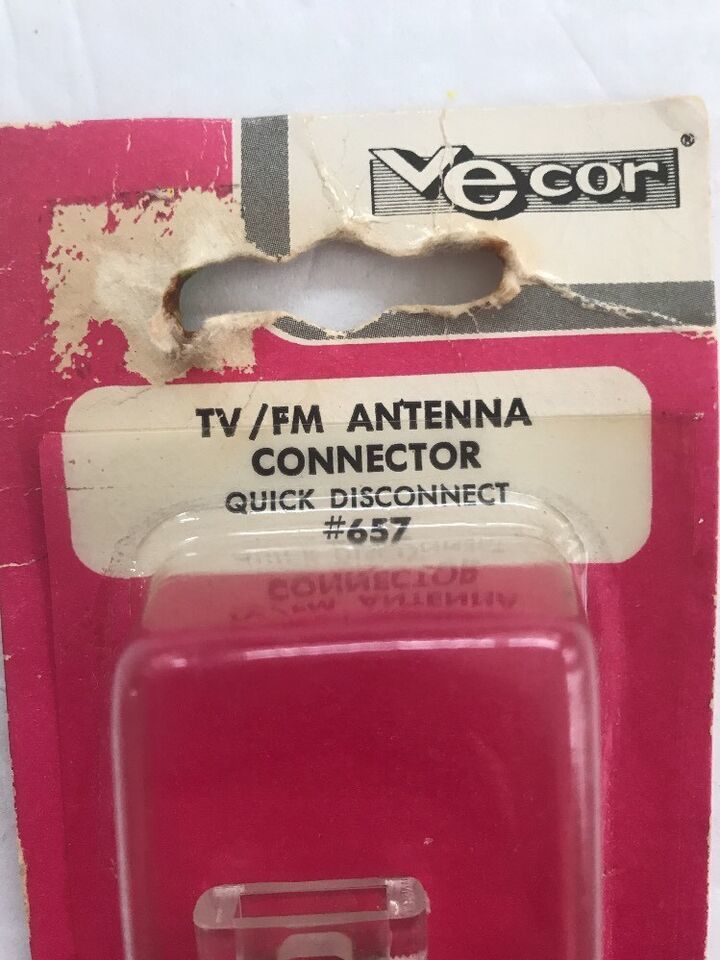 Vecor®
TV/FM ANTENNA
CONNECTOR
QUICK DISCONNECT
#657